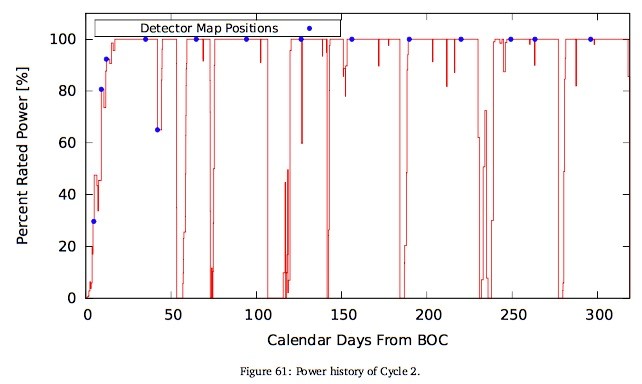 Detector Map Positions
100
80
60
40
20
0
Percent Rated Power [%]
0 50 100 150 200 250 300
Calendar Days From BOC
Figure 61: Power history of Cycle 2.